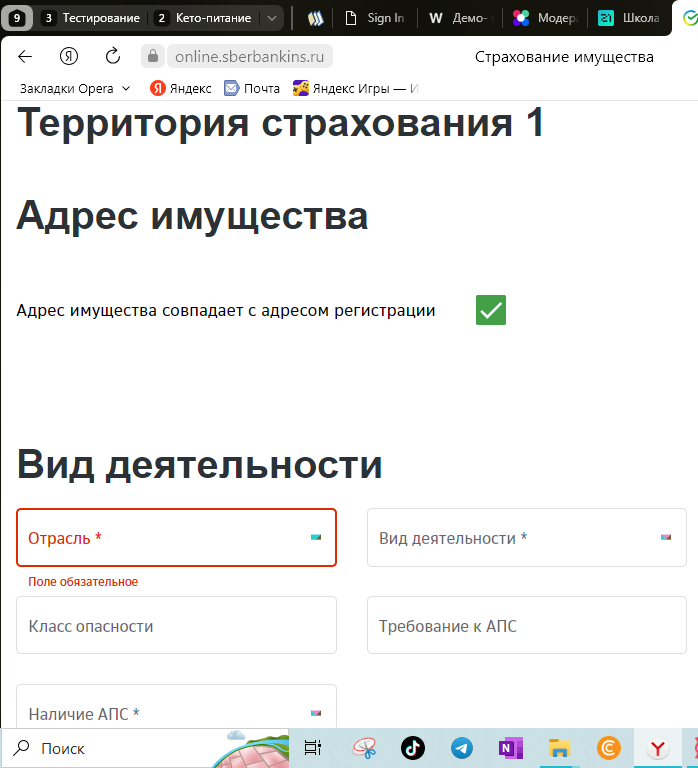 9 3 Тестирование 2 Кето-питание Sign In W Демо- Модер Школа
Я online.sberbankins.ru Страхование имущества
Закладки Opera Я Яндекс Почта Яндекс Игры — И
Территория страхования 1
Адрес имущества
Адрес имущества совпадает с адресом регистрации
Вид деятельности
Отрасль * Вид деятельности *
Поле обязательное
Класс опасности Требование к АПС
Наличие АПС *
Поиск